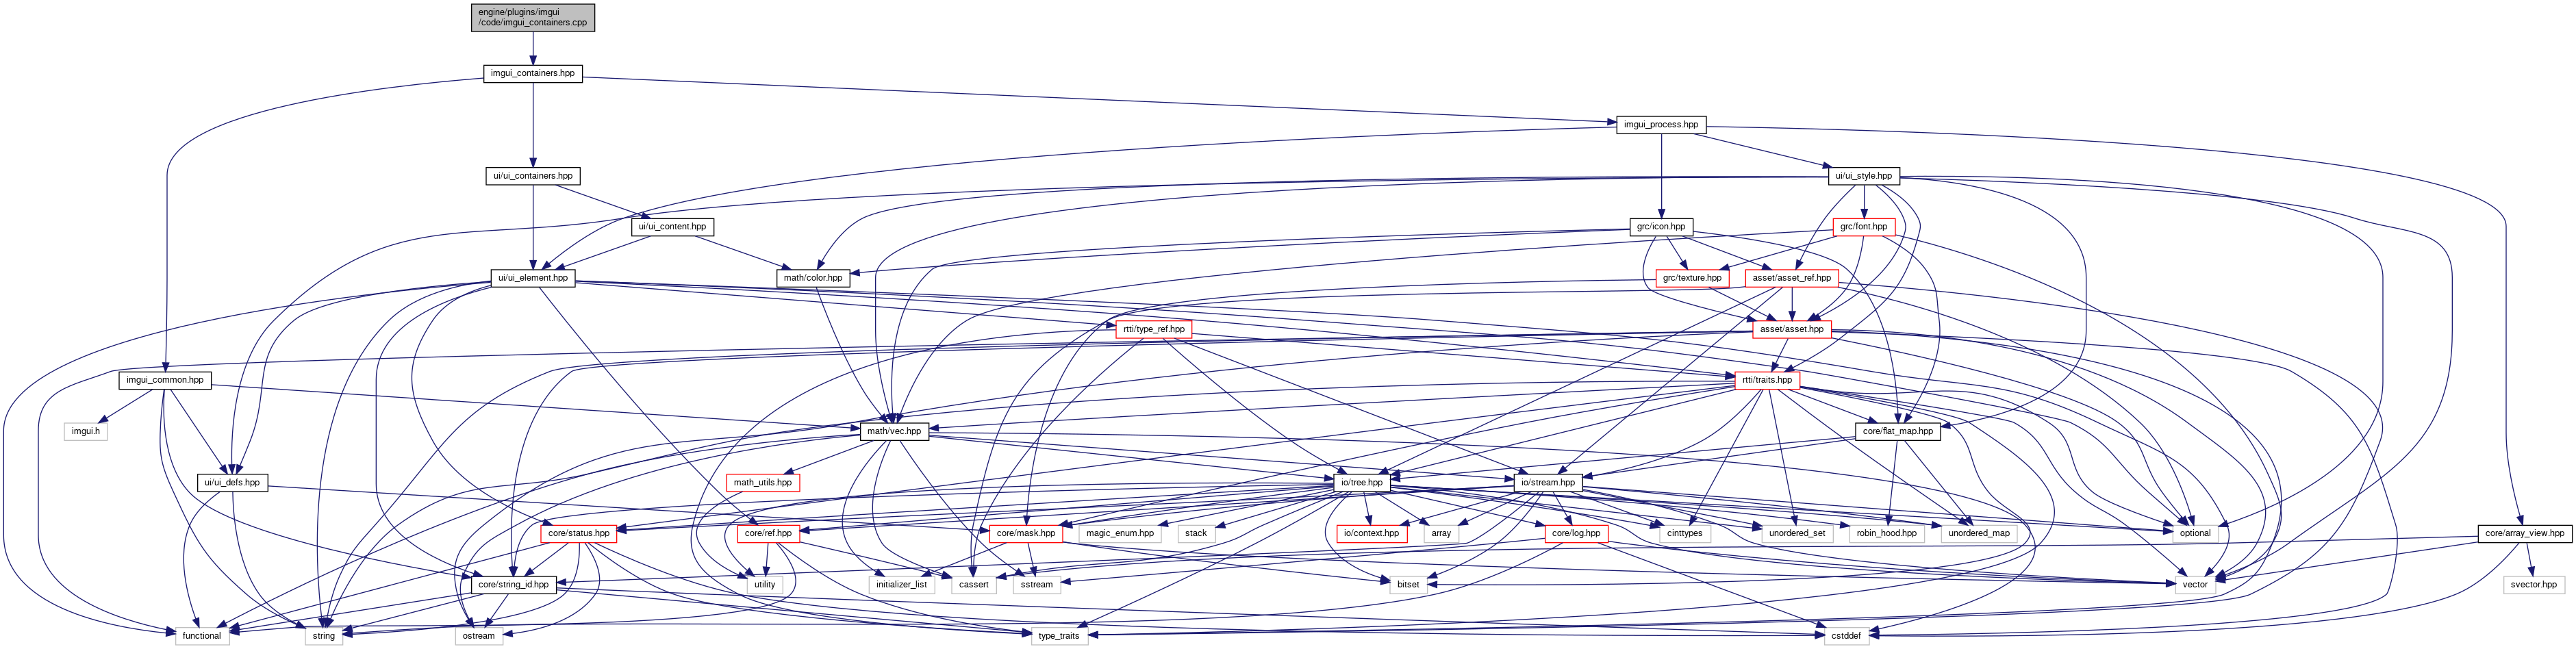 engine/plugins/imgui
/code/imgui_containers.cpp
imgui_containers.hpp
imgui_process.hpp
ui/ui_containers.hpp
ui/ui_style.hpp
ui/ui_content.hpp
grc/icon.hpp
grc/font.hpp
ui/ui_element.hpp
math/color.hpp
grc/texture.hpp
asset/asset_ref.hpp
rtti/type_ref.hpp
asset/asset.hpp
imgui_common.hpp
rtti/traits.hpp
imgui.h
math/vec.hpp
core/flat_map.hpp
ui/ui_defs.hpp
math_utils.hpp
io/tree.hpp
io/stream.hpp
core/status.hpp
core/ref.hpp
core/mask.hpp
magic_enum.hpp
stack
io/context.hpp
array
core/log.hpp
cinttypes
unordered_set
robin_hood.hpp
unordered_map
optional
core/array_view.hpp
core/string_id.hpp
utility
initializer_list
cassert
sstream
bitset
vector
svector.hpp
functional
string
ostream
type_traits
cstddef